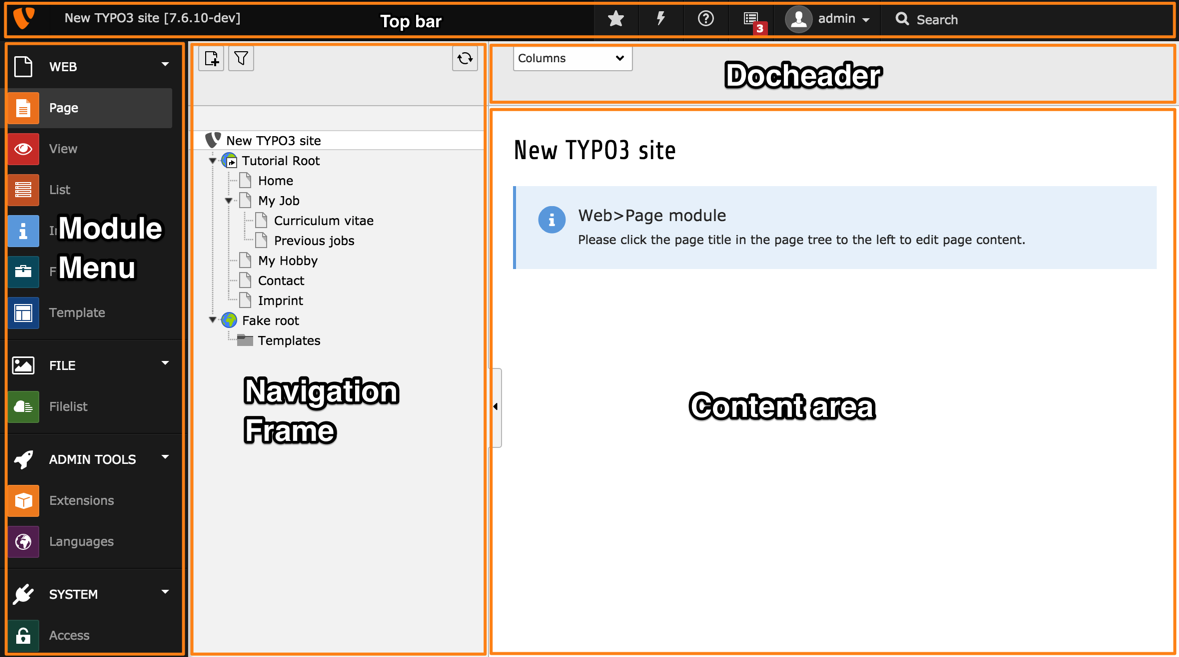 New TYPO3 site [7.6.10-dev]
Top bar
3
admin
Search
WEB
Page
View
List
Template
FILE
Filelist
ADMIN TOOLS
Extensions
Languages
SYSTEM
Access
Module
Menu
New TYPO3 site
Tutorial Root
Home
My Job
Curriculum vitae
Previous jobs
My Hobby
Contact
Imprint
Fake root
Templates
Navigation
Frame
Columns
Docheader
New TYPO3 site
Web>Page module
Please click the page title in the page tree to the left to edit page content.
Content area